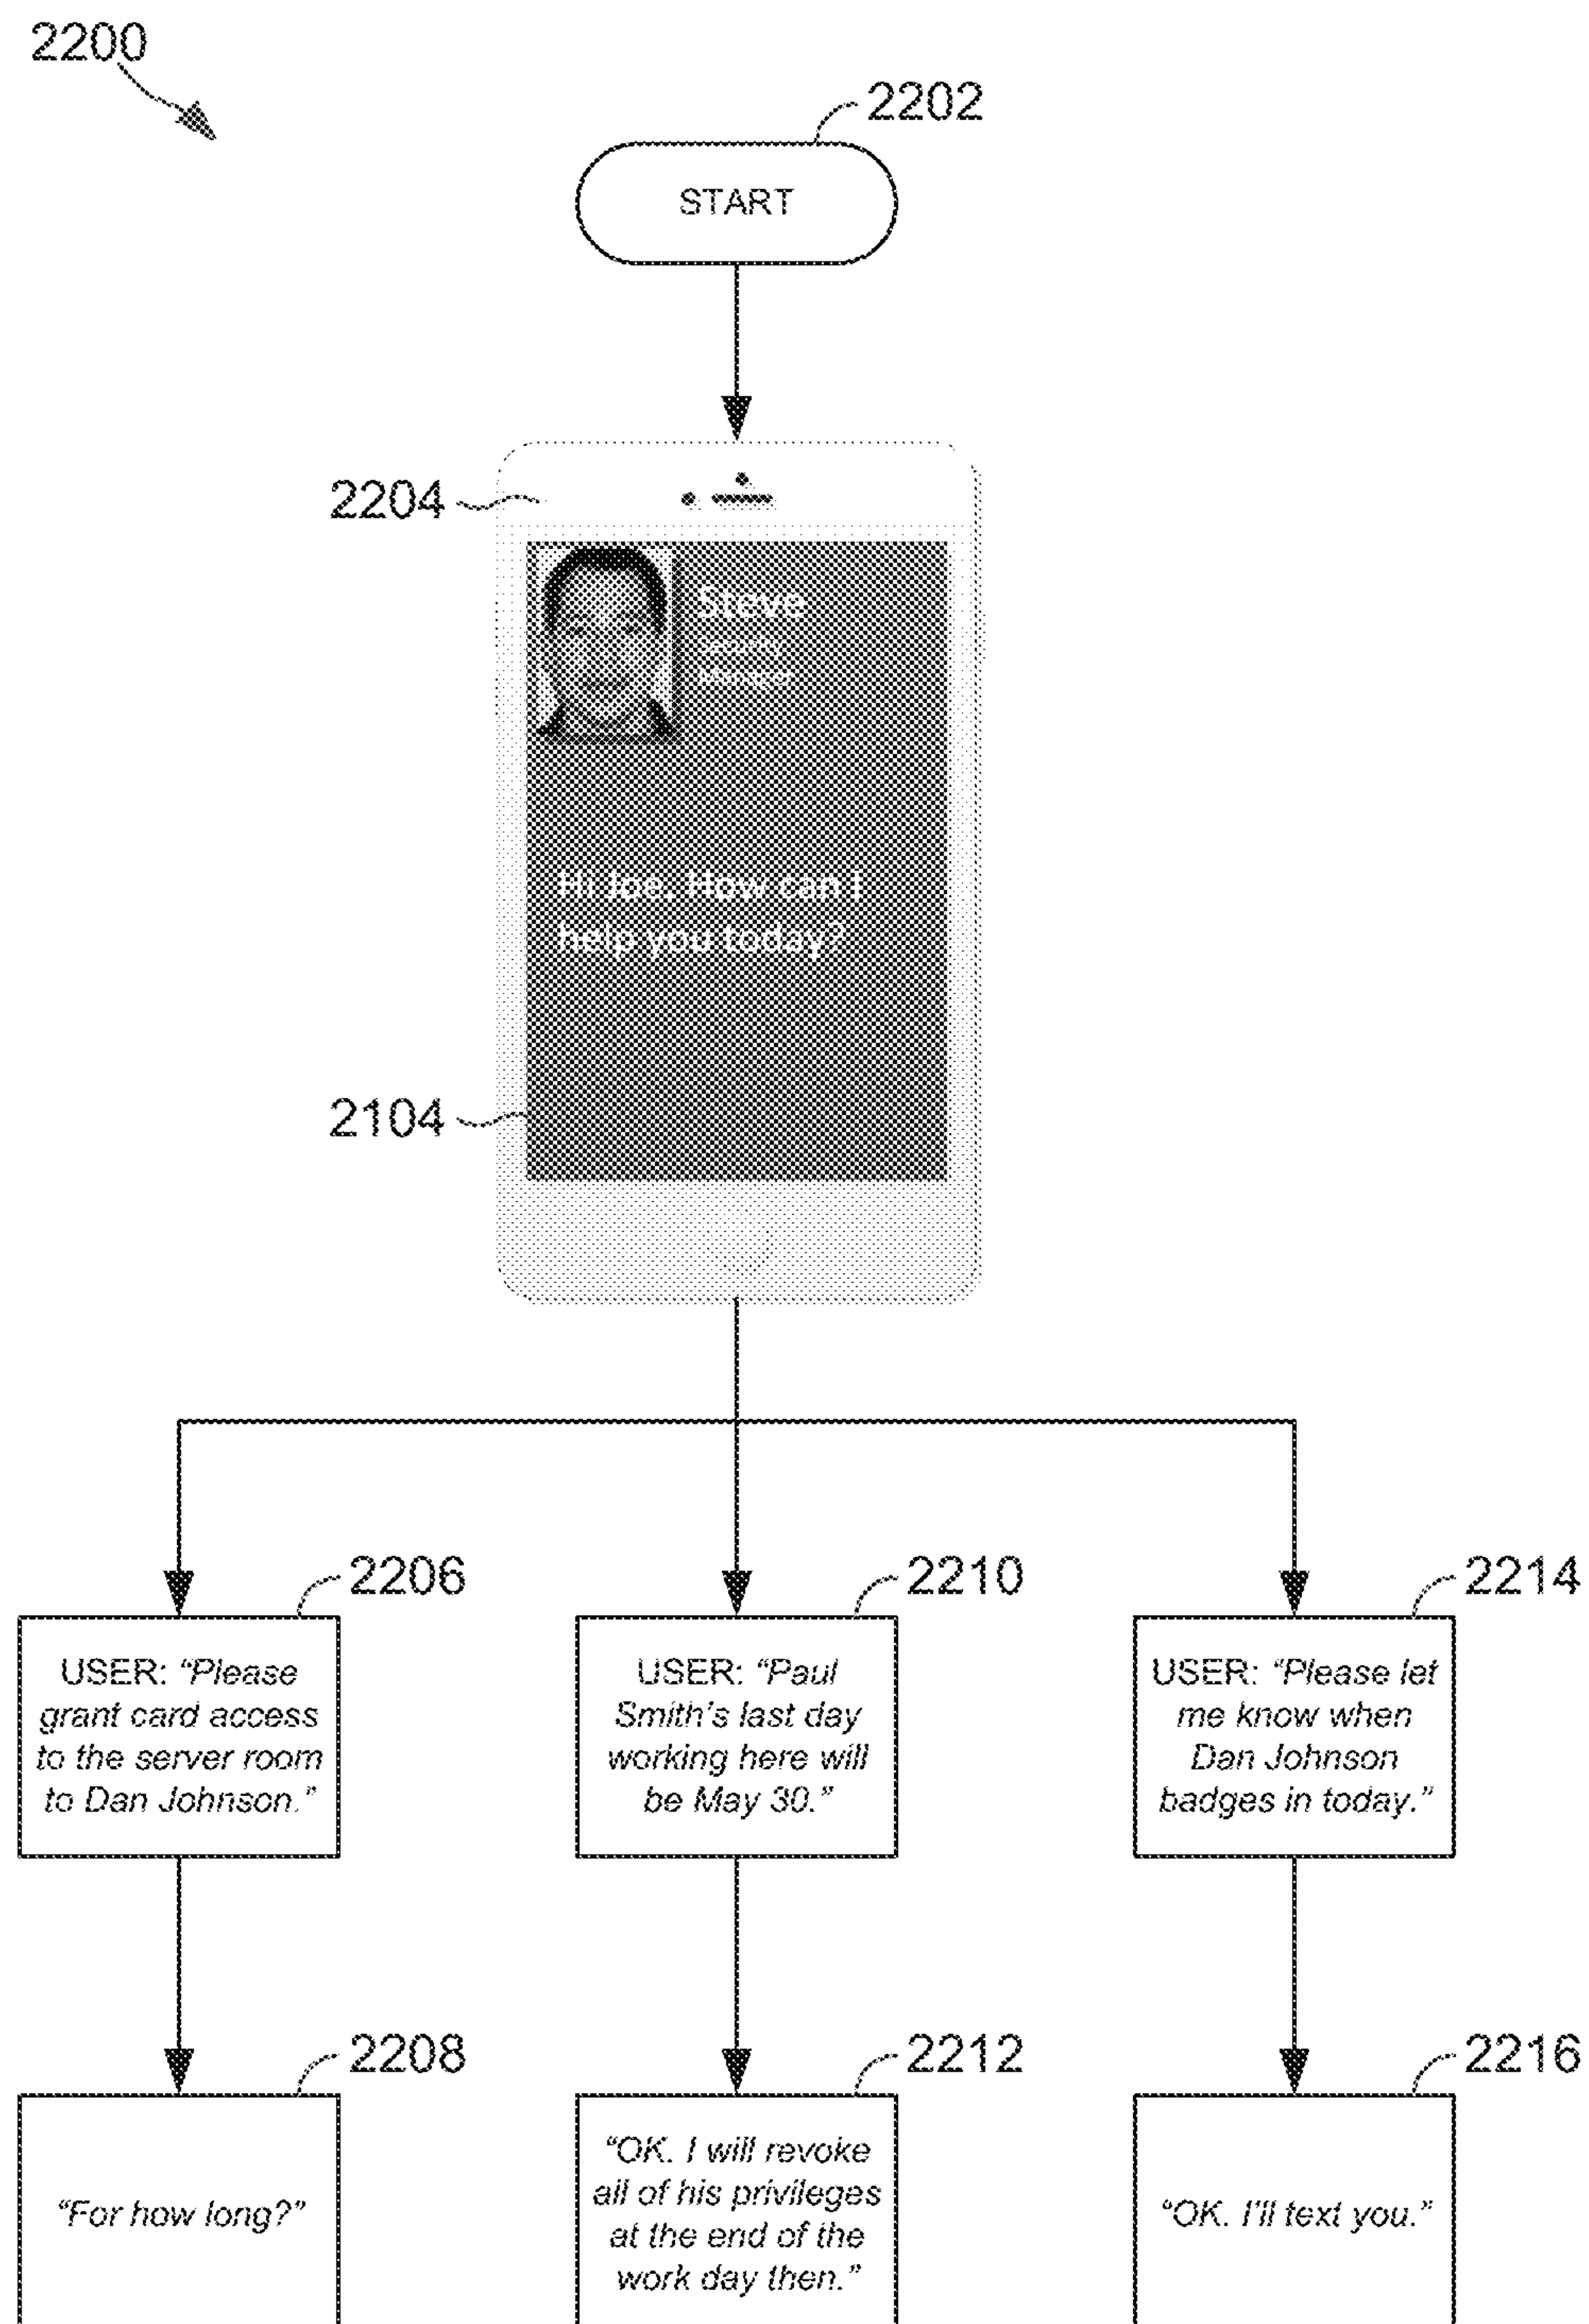 2200
2202
START
2204
Steve
Security
Manager
Hi Joe. How can I
help you today?
2104
2206
USER: “Please
grant card access
to the server room
to Dan Johnson.”
2210
USER: “Paul
Smith’s last day
working here will
be May 30.”
2214
USER: “Please let
me know when
Dan Johnson
badges in today.”
2208
“For how long?”
2212
“OK. I will revoke
all of his privileges
at the end of the
work day then.”
2216
“OK. I’ll text you.”